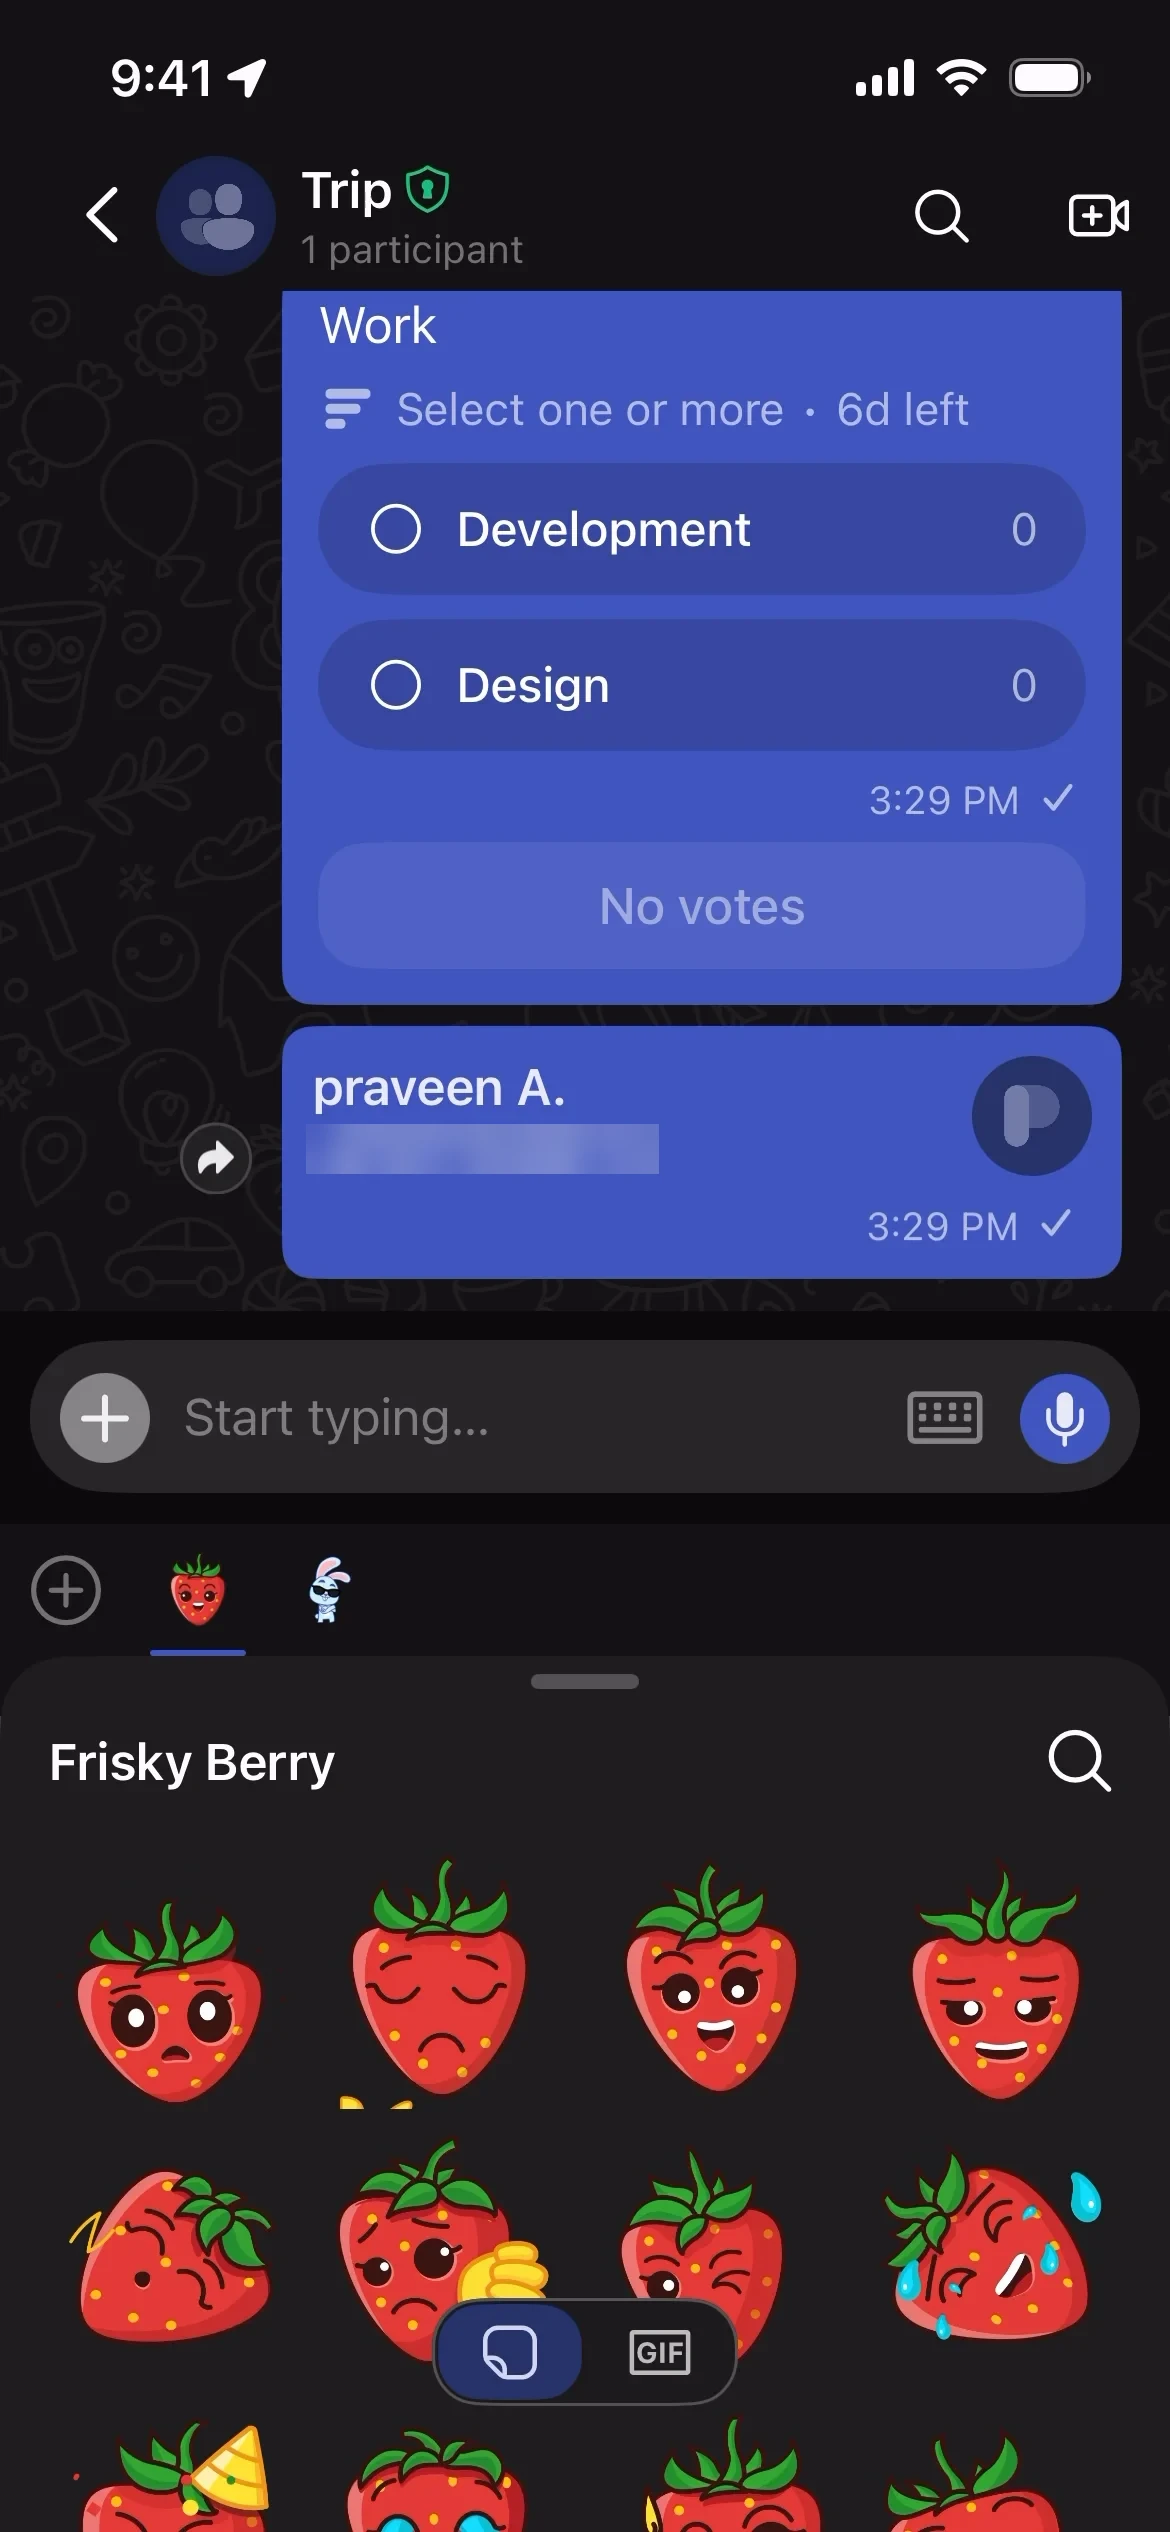 9:41
Trip
1 participant
Work
Select one or more · 6d left
Development 0
Design 0
3:29 PM
No votes
praveen A.
3:29 PM
Start typing...
Frisky Berry
GIF